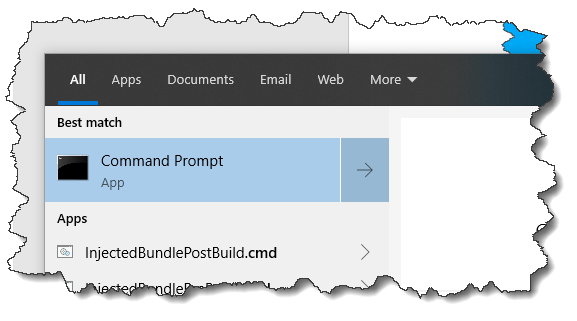 All Apps Documents Email Web More
Best match
Command Prompt
App
Apps
InjectedBundlePostBuild.cmd